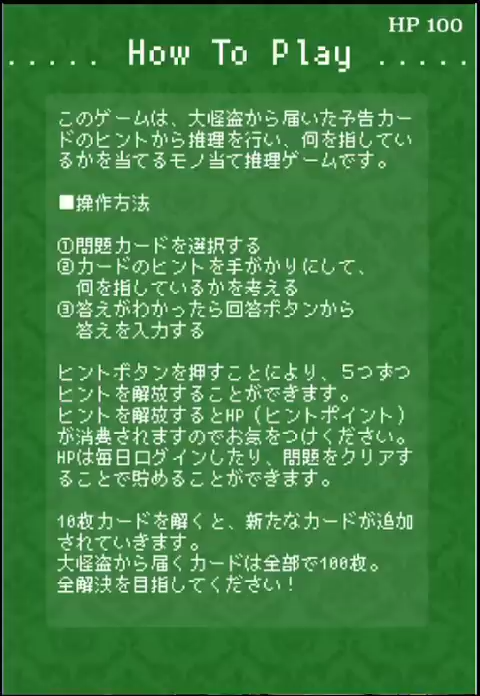 HP 100
..... How To Play .....
このゲームは、大怪盗から届いた予告カー
ドのヒントから推理を行い、何を指してい
るかを当てるモノ当て推理ゲームです。
■操作方法
①問題カードを選択する
②カードのヒントを手がかりにして、
何を指しているかを考える
③答えがわかったら回答ボタンから
答えを入力する
ヒントボタンを押すことにより、５つずつ
ヒントを解放することができます。
ヒントを解放するとHP（ヒントポイント）
が消費されますのでお気をつけください。
HPは毎日ログインしたり、問題をクリアす
ることで貯めることができます。
10枚カードを解くと、新たなカードが追加
されていきます。
大怪盗から届くカードは全部で100枚。
全解決を目指してください！